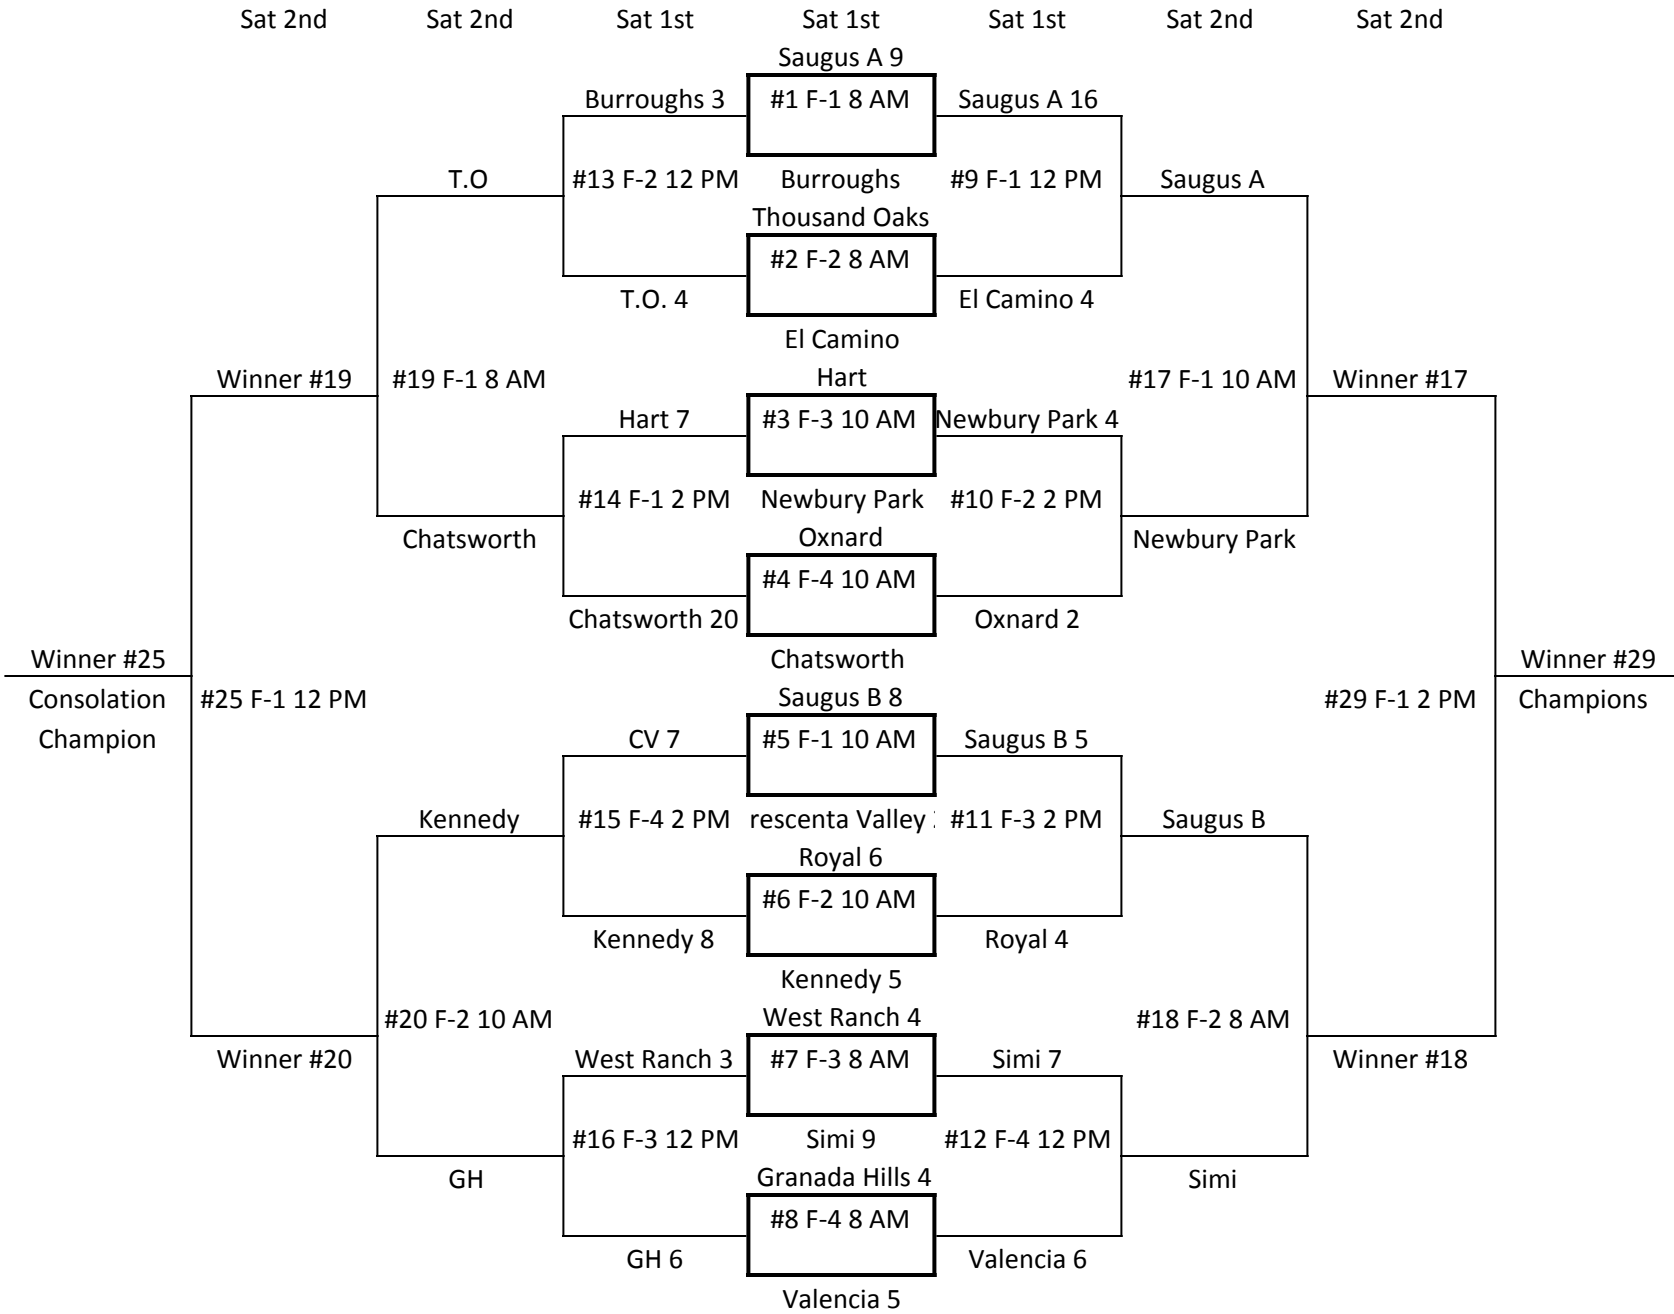 Sat 2nd Sat 2nd Sat 1st Sat 1st Sat 1st Sat 2nd Sat 2nd
Saugus A 9
Burroughs 3 #1 F-1 8 AM Saugus A 16
T.O #13 F-2 12 PM Burroughs #9 F-1 12 PM Saugus A
Thousand Oaks
#2 F-2 8 AM
T.O. 4 El Camino 4
El Camino
Winner #19 #19 F-1 8 AM Hart #17 F-1 10 AM Winner #17
Hart 7 #3 F-3 10 AM Newbury Park 4
#14 F-1 2 PM Newbury Park #10 F-2 2 PM
Chatsworth Oxnard Newbury Park
#4 F-4 10 AM
Chatsworth 20 Oxnard 2
Winner #25 Chatsworth Winner #29
Consolation #25 F-1 12 PM Saugus B 8 #29 F-1 2 PM Champions
Champion CV 7 #5 F-1 10 AM Saugus B 5
Kennedy #15 F-4 2 PM rescenta Valley #11 F-3 2 PM Saugus B
Royal 6
#6 F-2 10 AM
Kennedy 8 Royal 4
Kennedy 5
#20 F-2 10 AM West Ranch 4 #18 F-2 8 AM
Winner #20 West Ranch 3 #7 F-3 8 AM Simi 7 Winner #18
#16 F-3 12 PM Simi 9 #12 F-4 12 PM
GH Granada Hills 4 Simi
#8 F-4 8 AM
GH 6 Valencia 6
Valencia 5